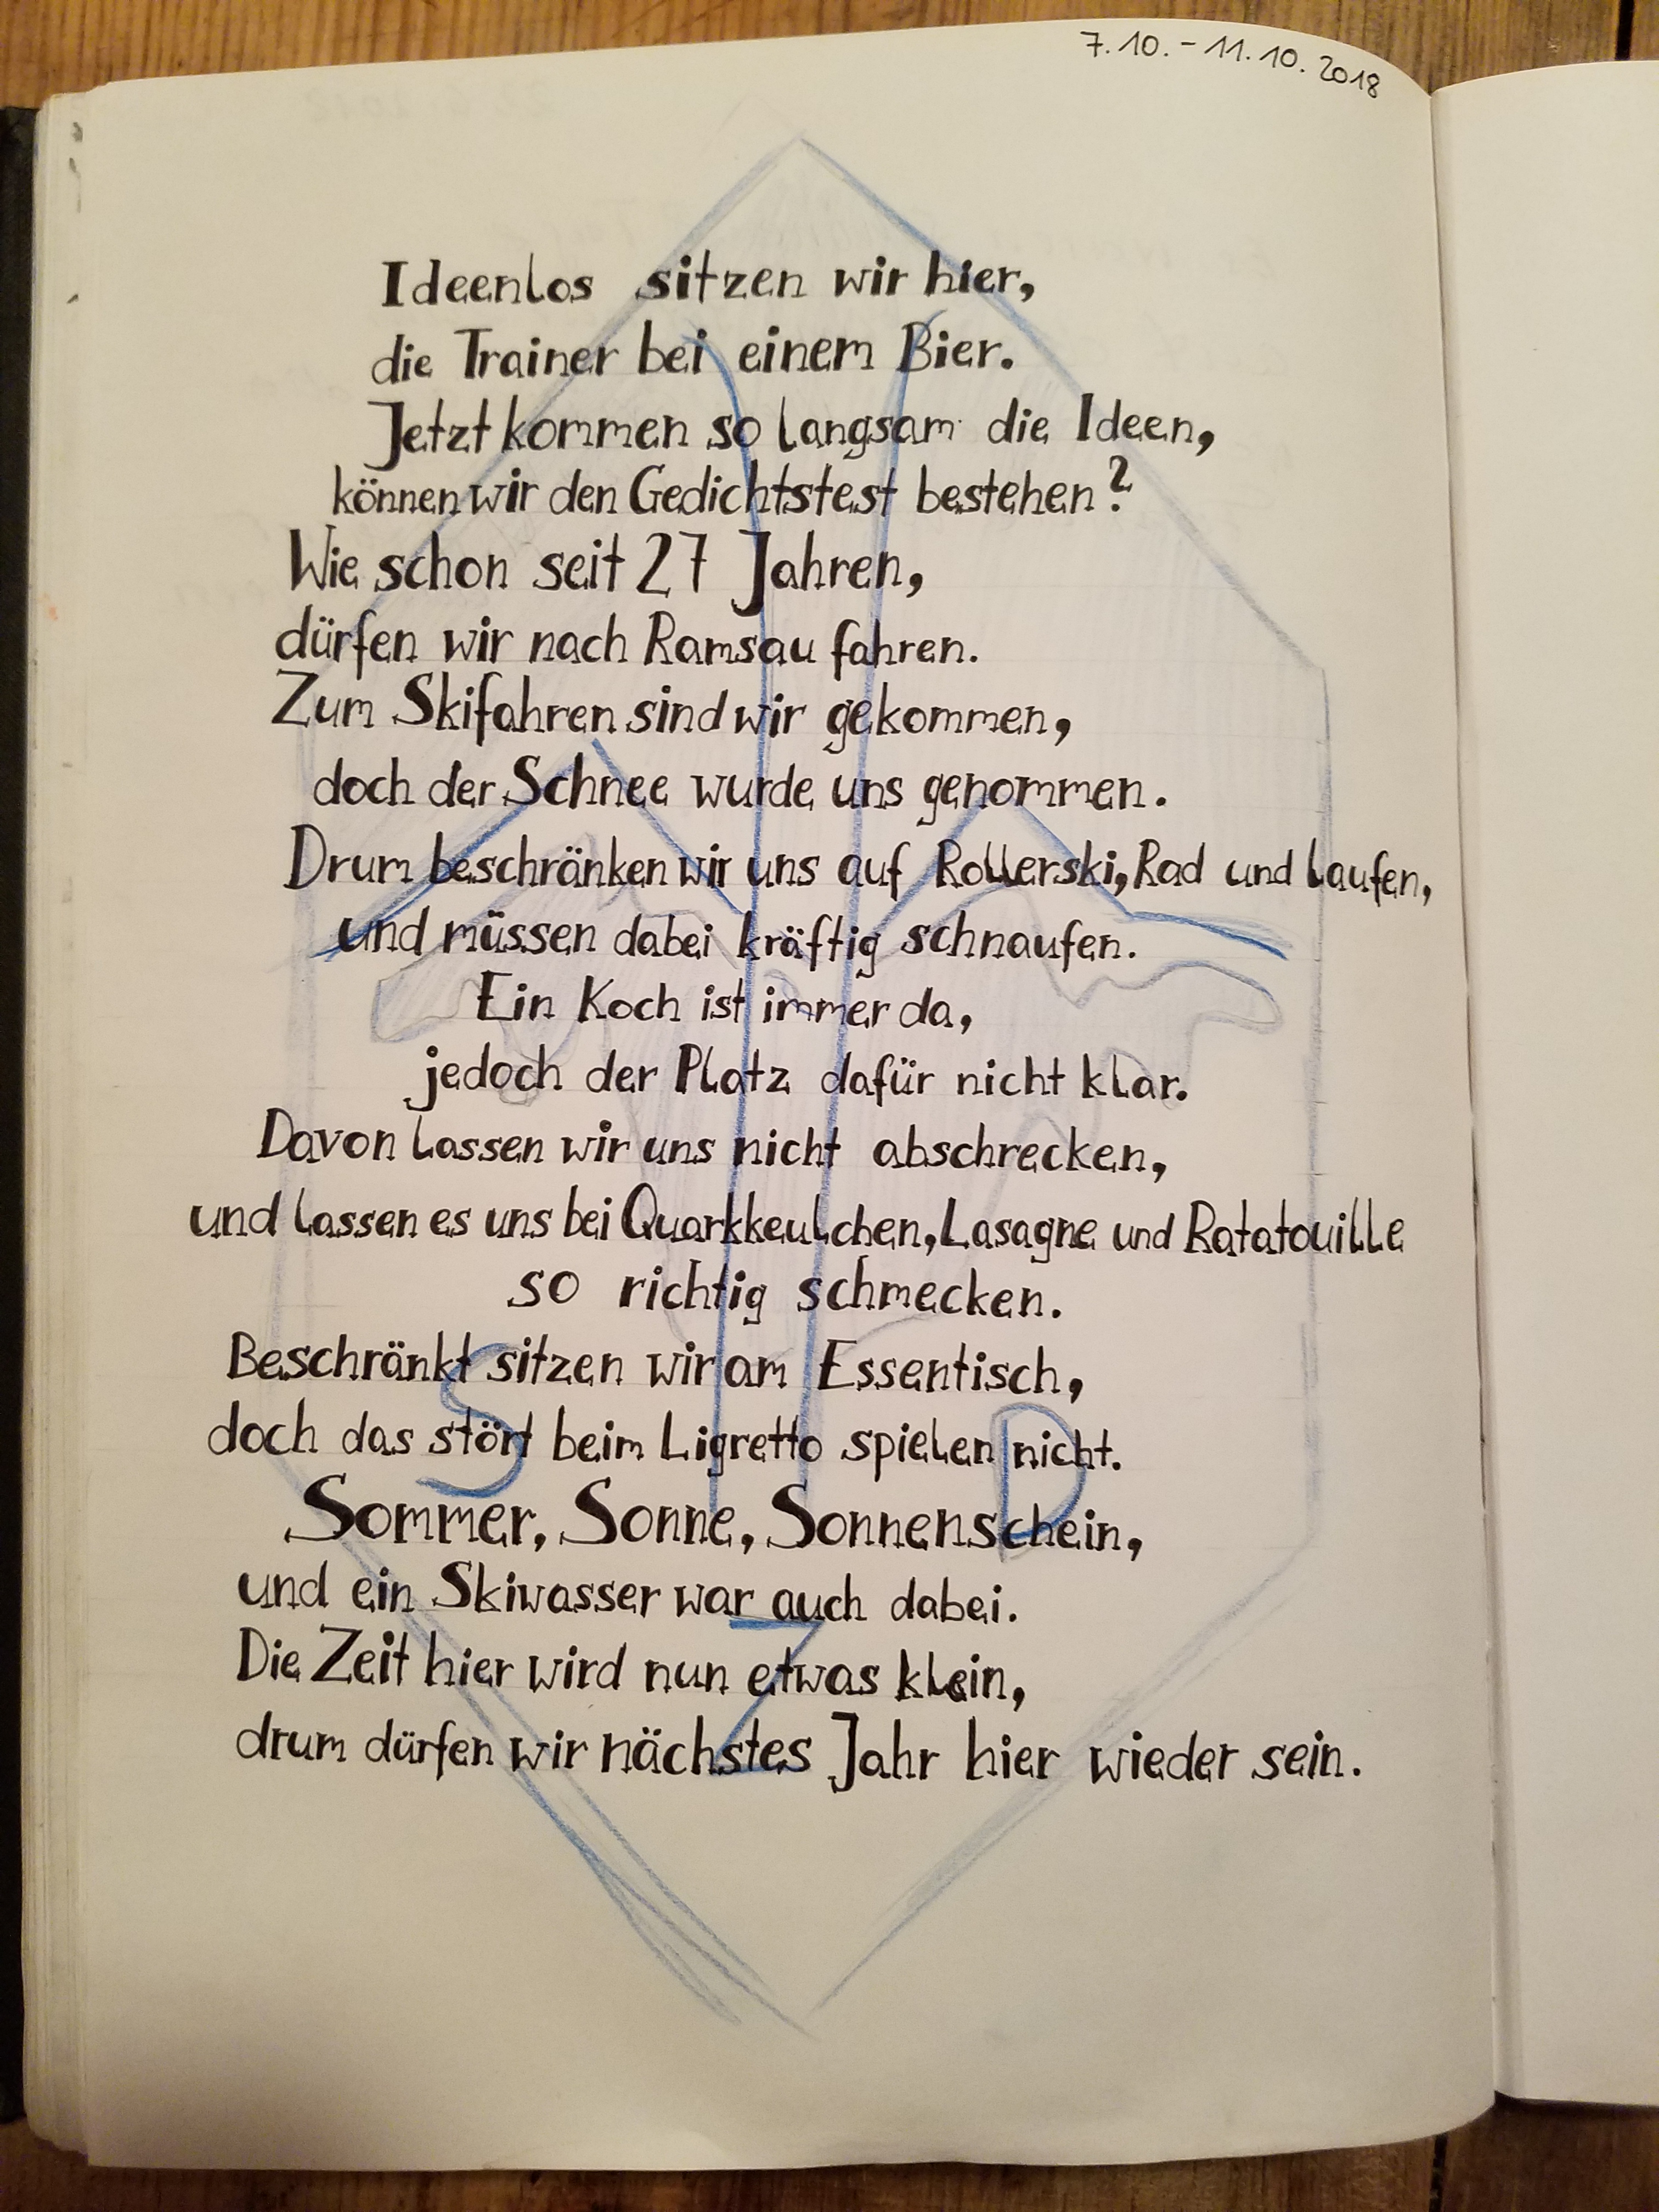 7.10. - 11.10. 2018
Ideenlos sitzen wir hier,
die Trainer bei einem Bier.
Jetzt kommen so langsam die Ideen,
können wir den Gedichtstest bestehen?
Wie schon seit 27 Jahren,
dürfen wir nach Ramsau fahren.
Zum Skifahren sind wir gekommen,
doch der Schnee wurde uns genommen.
Drum beschränken wir uns auf Rollerski, Rad und Laufen,
und müssen dabei kräftig schnaufen.
Ein Koch ist immer da,
jedoch der Platz dafür nicht klar.
Davon lassen wir uns nicht abschrecken,
und lassen es uns bei Quarkkeulchen, Lasagne und Ratatouille
so richtig schmecken.
Beschränkt sitzen wir am Essentisch,
doch das stört beim Ligretto spielen nicht.
Sommer, Sonne, Sonnenschein,
und ein Skiwasser war auch dabei.
Die Zeit hier wird nun etwas klein,
drum dürfen wir nächstes Jahr hier wieder sein.
S D
Z